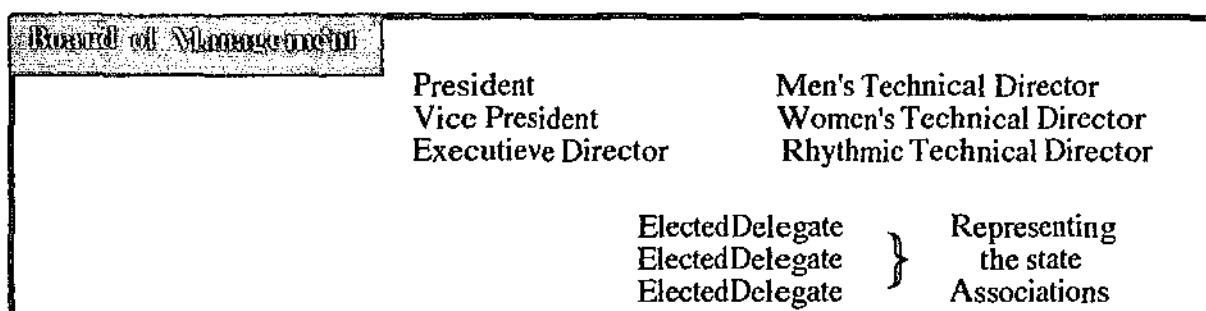 Board of Management
President Men's Technical Director
Vice President Women's Technical Director
Executieve Director Rhythmic Technical Director
ElectedDelegate } Representing
ElectedDelegate the state
ElectedDelegate Associations